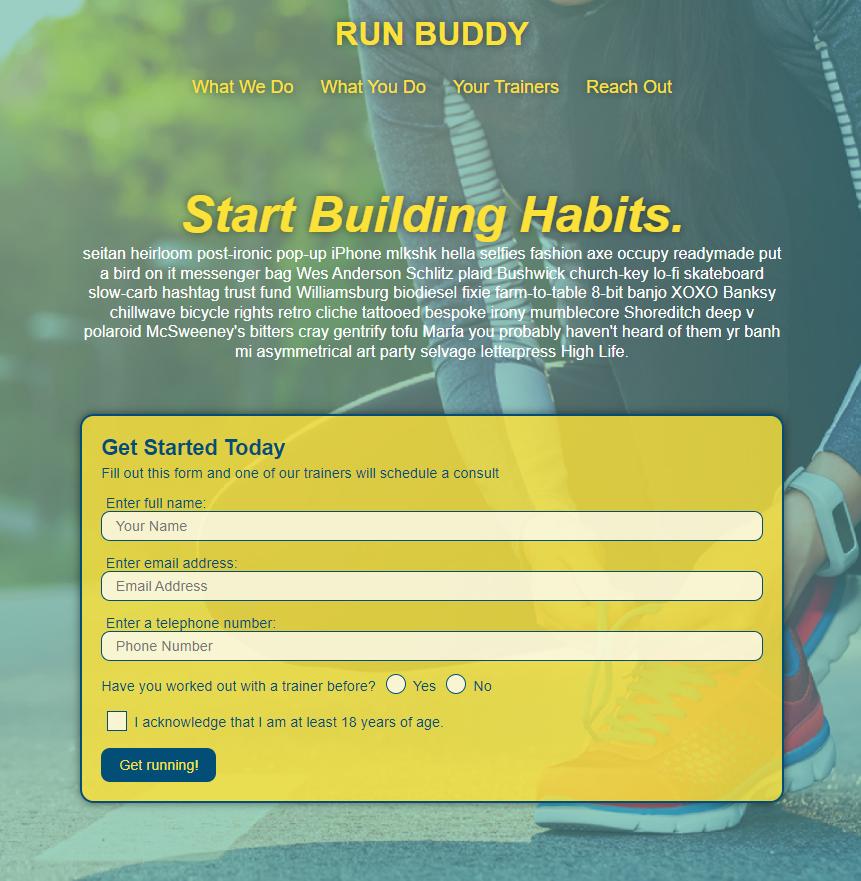 RUN BUDDY
What We Do What You Do Your Trainers Reach Out
Start Building Habits.
seitan heirloom post-ironic pop-up iPhone mlkshk hella selfies fashion axe occupy readymade put
a bird on it messenger bag Wes Anderson Schlitz plaid Bushwick church-key lo-fi skateboard
slow-carb hashtag trust fund Williamsburg biodiesel fixie farm-to-table 8-bit banjo XOXO Banksy
chillwave bicycle rights retro cliche tattooed bespoke irony mumblecore Shoreditch deep v
polaroid McSweeney's bitters cray gentrify tofu Marfa you probably haven't heard of them yr banh
mi asymmetrical art party selvage letterpress High Life.
Get Started Today
Fill out this form and one of our trainers will schedule a consult
Enter full name:
Your Name
Enter email address:
Email Address
Enter a telephone number:
Phone Number
Have you worked out with a trainer before? Yes No
I acknowledge that I am at least 18 years of age.
Get running!